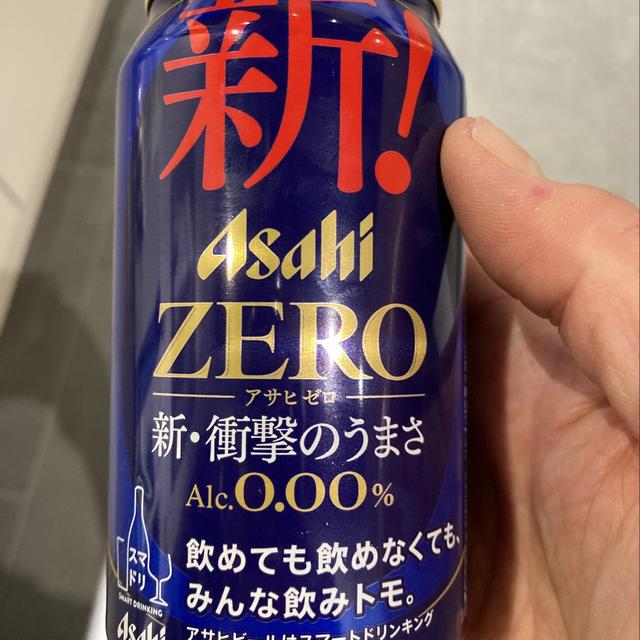 新!
Asahi
ZERO
アサヒゼロ
新・衝撃のうまさ
Alc.0.00%
飲めても飲めなくても、
みんな飲みトモ。
スマ
ドリ
SMART DRINKING
Asahi
アサヒビールはスマートドリンキング